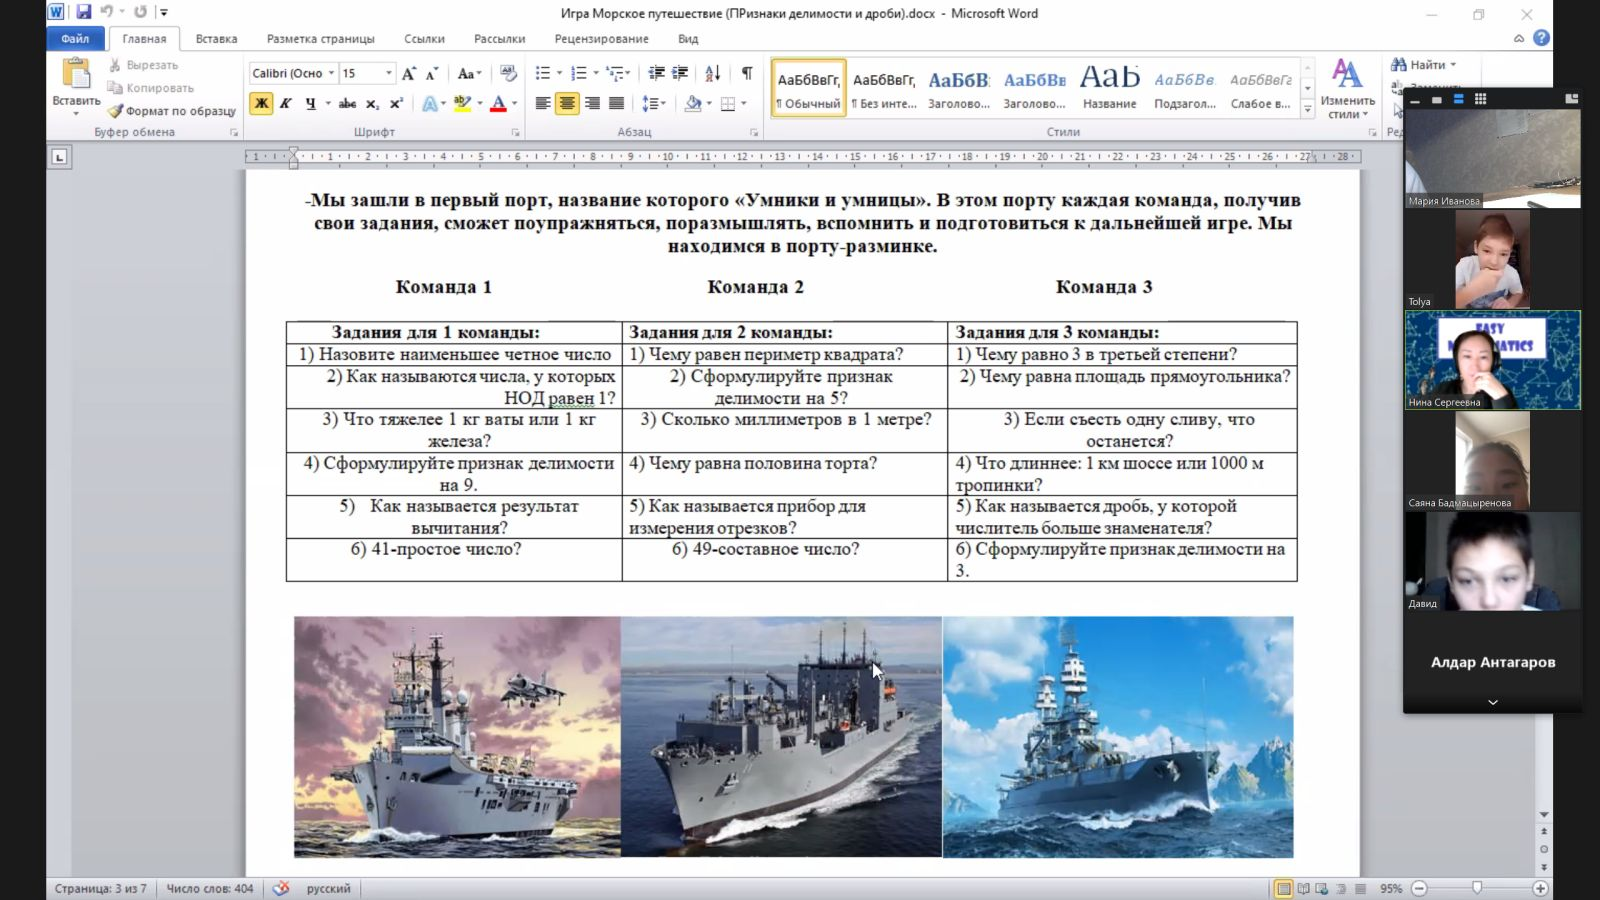 Игра Морское путешествие (ПРизнаки делимости и дроби).docx - Microsoft Word
Файл Главная Вставка Разметка страницы Ссылки Рассылки Рецензирование Вид
Вставить
Вырезать
Копировать
Формат по образцу
Буфер обмена
Calibri (Осно 15
Шрифт
Абзац
АаБбВвГг, АаБбВвГг, АаБбВ АаБбВв АаБ АаБбВв АаБбВвГг
¶ Обычный ¶ Без инте... Заголово... Заголово... Название Подзагол... Слабое в...
Изменить стили
Стили
Найти
-Мы зашли в первый порт, название которого «Умники и умницы». В этом порту каждая команда, получив
свои задания, сможет поупражняться, поразмышлять, вспомнить и подготовиться к дальнейшей игре. Мы
находимся в порту-разминке.
Команда 1 Команда 2 Команда 3
Задания для 1 команды: Задания для 2 команды: Задания для 3 команды:
1) Назовите наименьшее четное число 1) Чему равен периметр квадрата? 1) Чему равно 3 в третьей степени?
2) Как называются числа, у которых 2) Сформулируйте признак 2) Чему равна площадь прямоугольника?
НОД равен 1? делимости на 5?
3) Что тяжелее 1 кг ваты или 1 кг 3) Сколько миллиметров в 1 метре? 3) Если съесть одну сливу, что
железа? останется?
4) Сформулируйте признак делимости 4) Чему равна половина торта? 4) Что длиннее: 1 км шоссе или 1000 м
на 9. тропинки?
5) Как называется результат 5) Как называется прибор для 5) Как называется дробь, у которой
вычитания? измерения отрезков? числитель больше знаменателя?
6) 41-простое число? 6) 49-составное число? 6) Сформулируйте признак делимости на
3.
Мария Иванова
Tolya
EASY
Нина Сергеевна
Саяна Бадмацыренова
Давид
Алдар Антагаров
Страница: 3 из 7 Число слов: 404 русский 95%